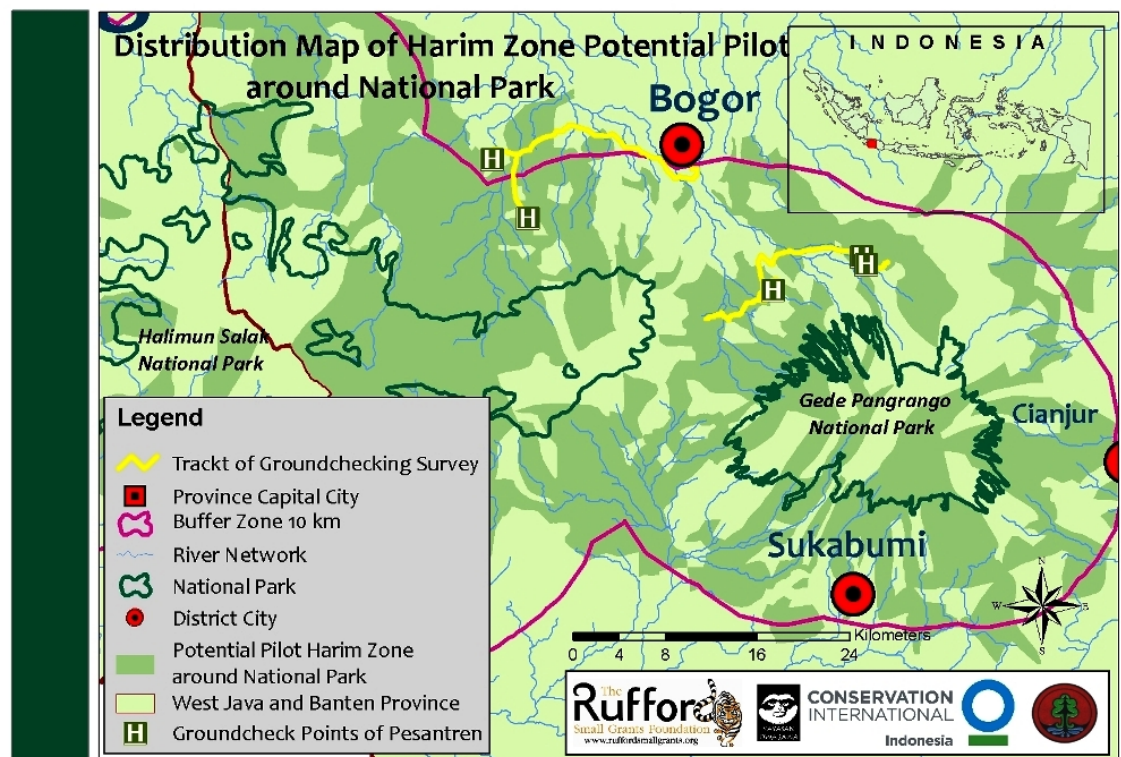 Distribution Map of Harim Zone Potential Pilot
around National Park
INDONESIA
Bogor
H
H
H
H
Halimun Salak
National Park
Gede Pangrango
National Park
Cianjur
Sukabumi
N
W
E
S
Kilometers
0 4 8 16 24
Legend
Trackt of Groundchecking Survey
Province Capital City
Buffer Zone 10 km
River Network
National Park
District City
Potential Pilot Harim Zone
around National Park
West Java and Banten Province
H
Groundcheck Points of Pesantren
The
Rufford
Small Grants Foundation
www.ruffordsmallgrants.org
CONSERVATION
INTERNATIONAL
Indonesia